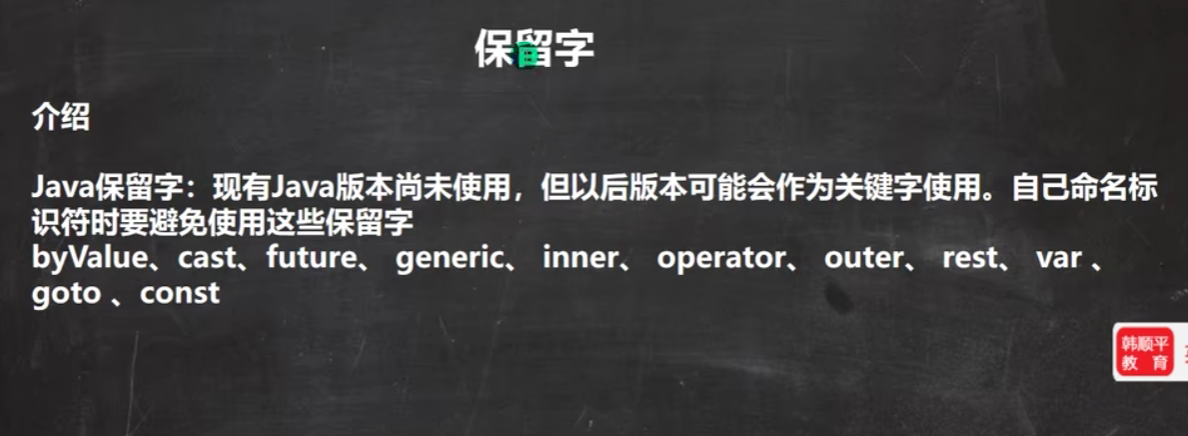 保留字
介绍
Java保留字：现有Java版本尚未使用，但以后版本可能会作为关键字使用。自己命名标
识符时要避免使用这些保留字
byValue、cast、future、 generic、 inner、 operator、 outer、 rest、 var 、
goto 、const
韩顺平
教 育